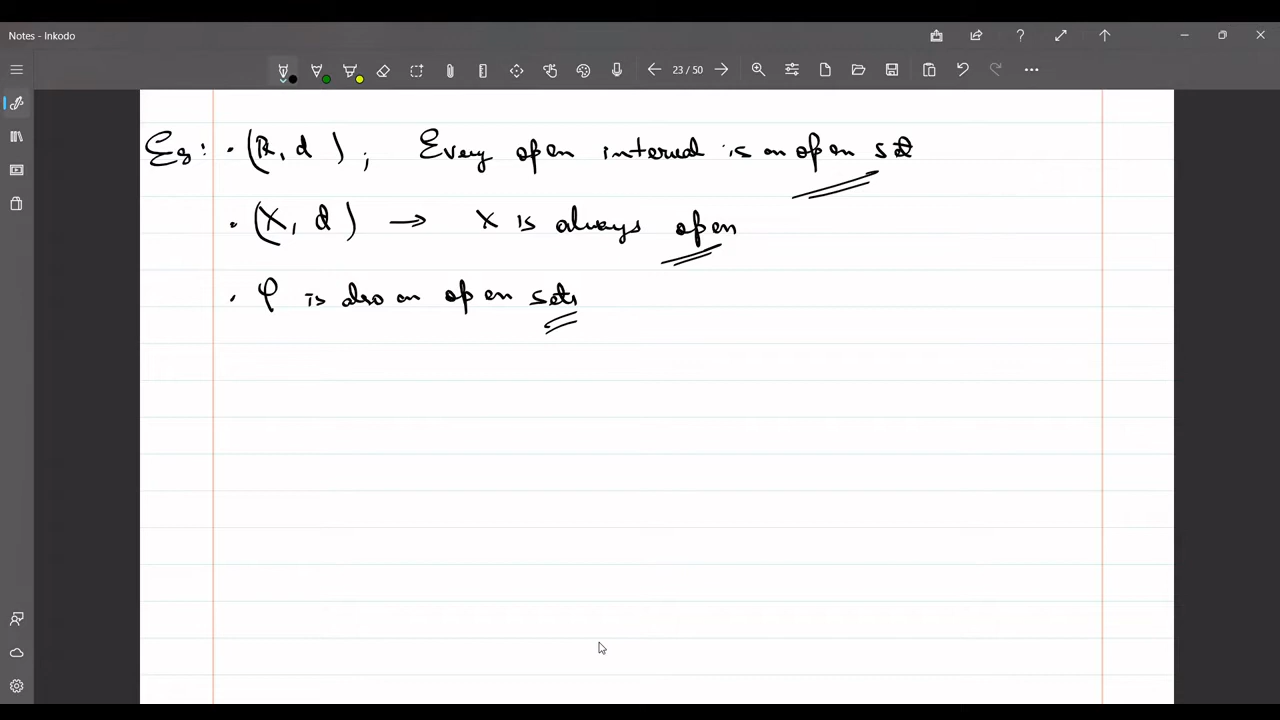 Notes - Inkodo
23 / 50
Eg: · (R, d) ; Every open interval is an open set
· (X, d) → X is always open
· φ is also an open sets